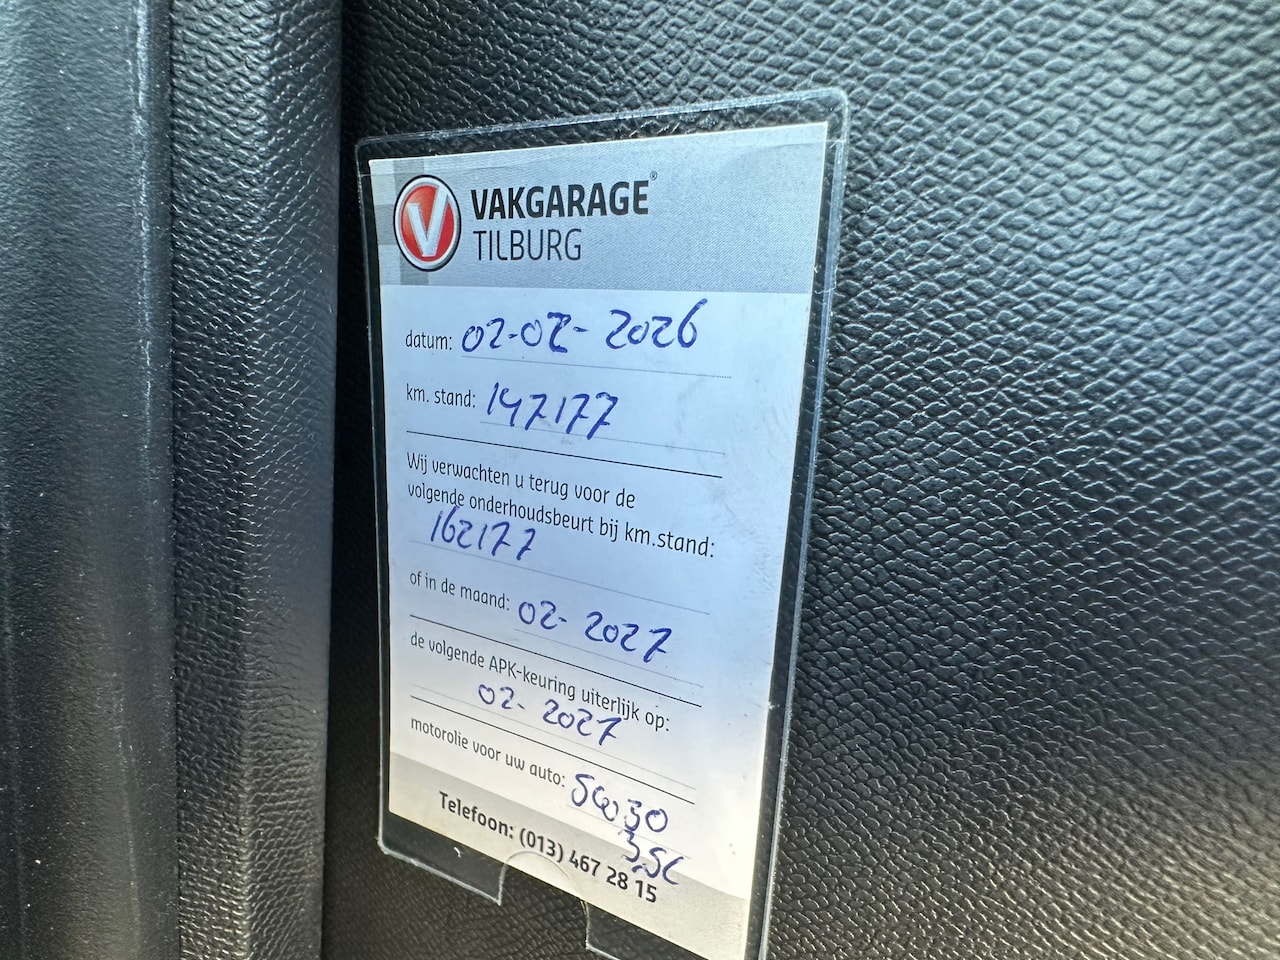 VAKGARAGE®
TILBURG
datum: 02-02-2026
km. stand: 147177
Wij verwachten u terug voor de
volgende onderhoudsbeurt bij km.stand:
162177
of in de maand: 02-2027
de volgende APK-keuring uiterlijk op:
02-2027
motorolie voor uw auto: 5W30
3,5L
Telefoon: (013) 467 28 15